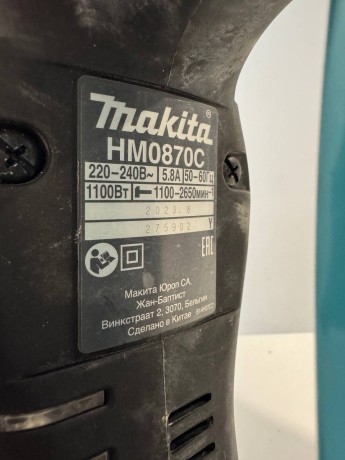 makita®
HM0870C
220-240В~ 5.8A 50-60Гц
1100Вт 1100-2650мин⁻¹
2023.8
275902 Y
EAC
Макита Юроп СА,
Жан-Баптист
Винкстраат 2, 3070, Бельгия
Сделано в Китае